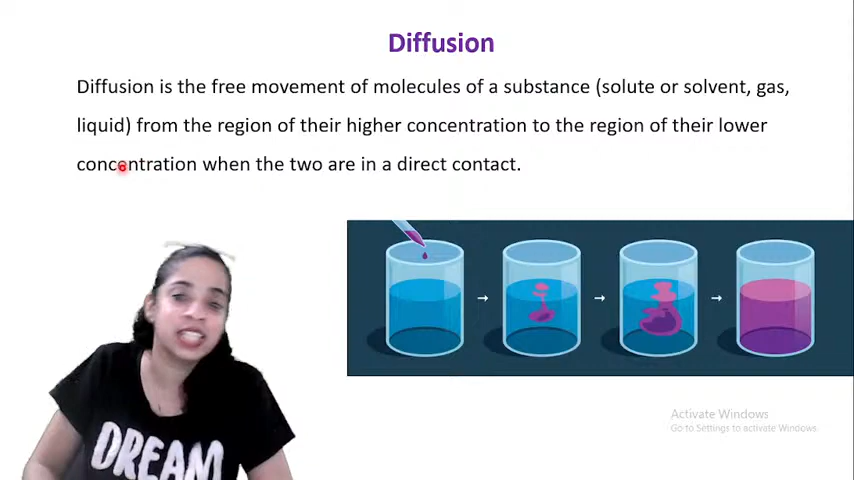 Diffusion
Diffusion is the free movement of molecules of a substance (solute or solvent, gas,
liquid) from the region of their higher concentration to the region of their lower
concentration when the two are in a direct contact.
DREAM
Activate Windows
Go to Settings to activate Windows.